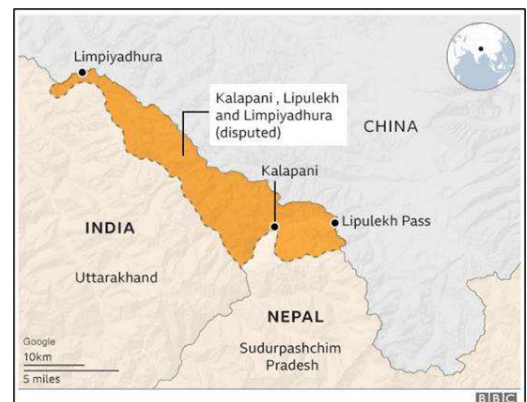 Limpiyadhura
Kalapani , Lipulekh
and Limpiyadhura
(disputed)
CHINA
Kalapani
Lipulekh Pass
INDIA
Uttarakhand
NEPAL
Sudurpashchim
Pradesh
Google
10km
5 miles
BBC